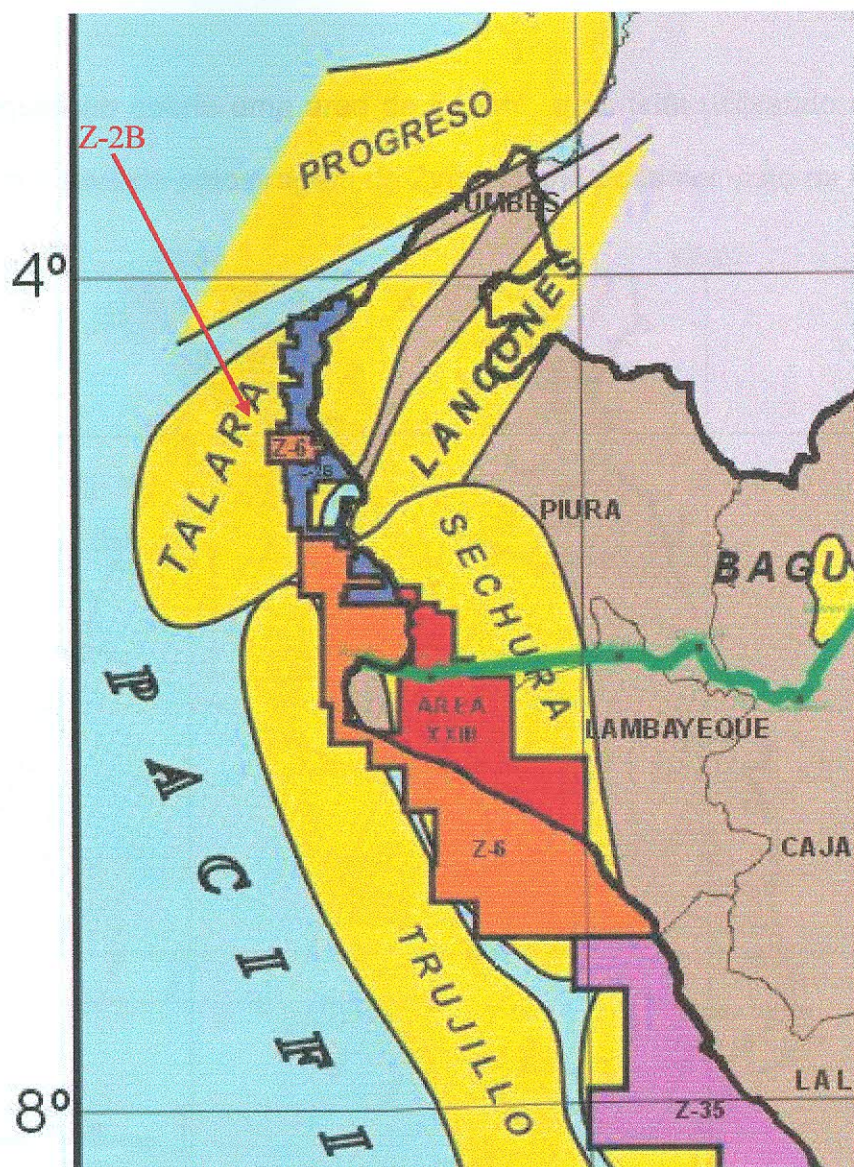 PROGRESO
Z-2B
TUMBES
4º
LANCONES
TALARA
Z-6
PIURA
SECHURA
BAGU
AREA
XXIII
LAMBAYEQUE
Z-6
CAJA
PACIFI
TRUJILLO
LAL
Z-35
8º